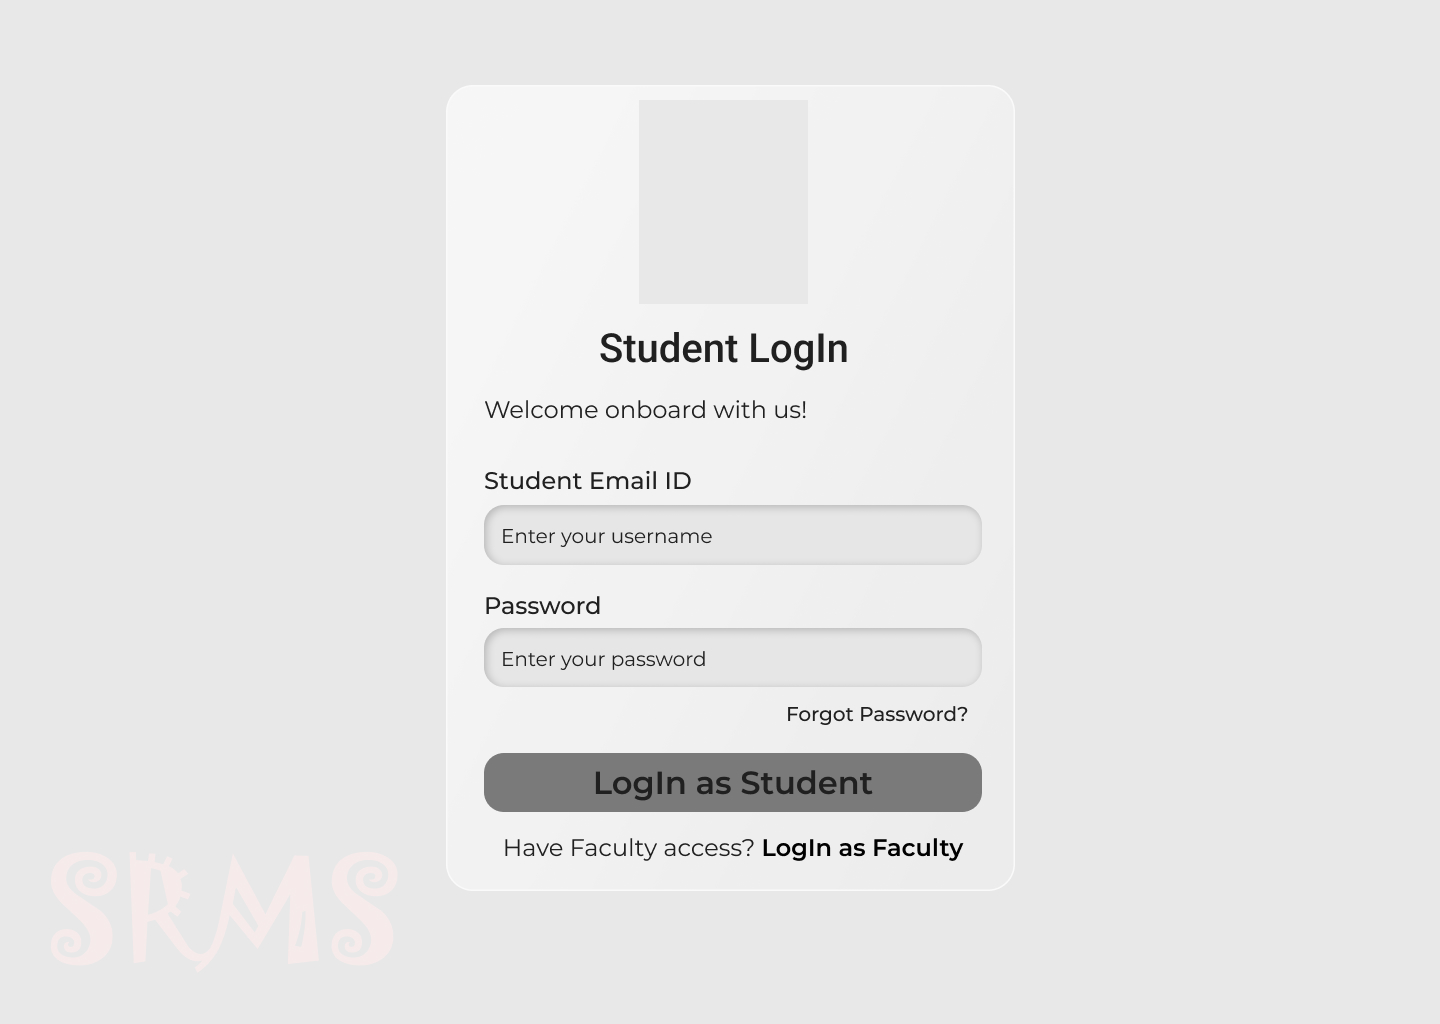 Student LogIn
Welcome onboard with us!
Student Email ID
Enter your username
Password
Enter your password
Forgot Password?
LogIn as Student
Have Faculty access? LogIn as Faculty
SRMS